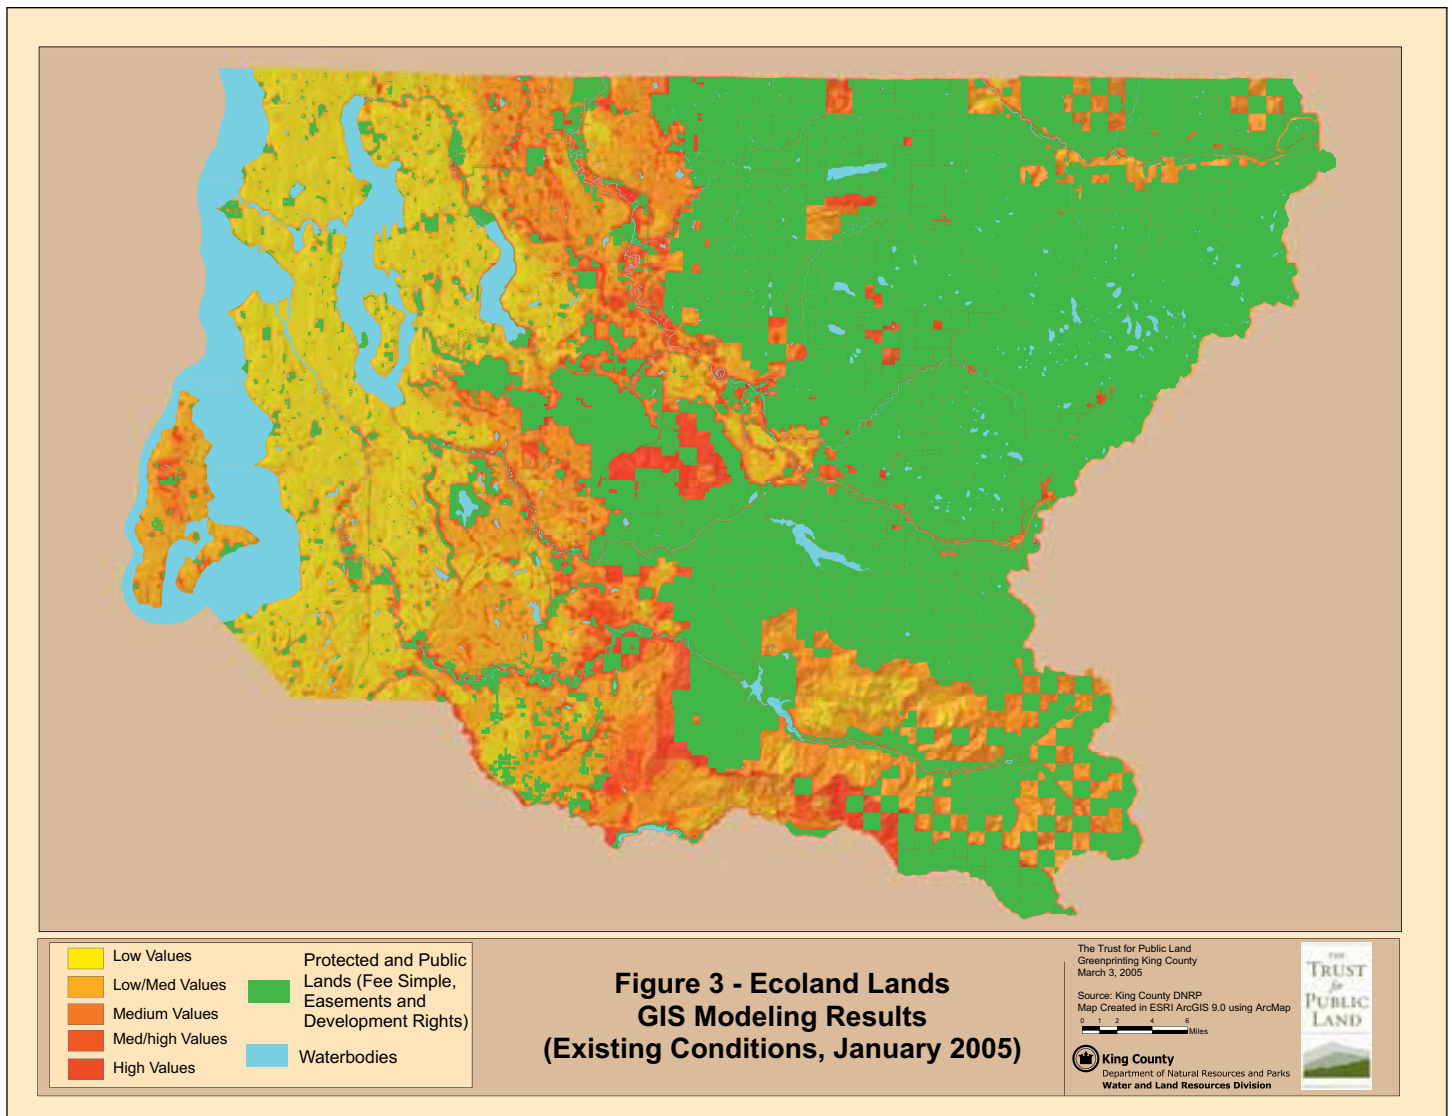 Low Values
Low/Med Values
Medium Values
Med/high Values
High Values
Protected and Public
Lands (Fee Simple,
Easements and
Development Rights)
Waterbodies
Figure 3 - Ecoland Lands
GIS Modeling Results
(Existing Conditions, January 2005)
The Trust for Public Land
Greenprinting King County
March 3, 2005
Source: King County DNRP
Map Created in ESRI ArcGIS 9.0 using ArcMap
0 1 2 4 6
Miles
King County
Department of Natural Resources and Parks
Water and Land Resources Division
THE
TRUST
for
PUBLIC
LAND